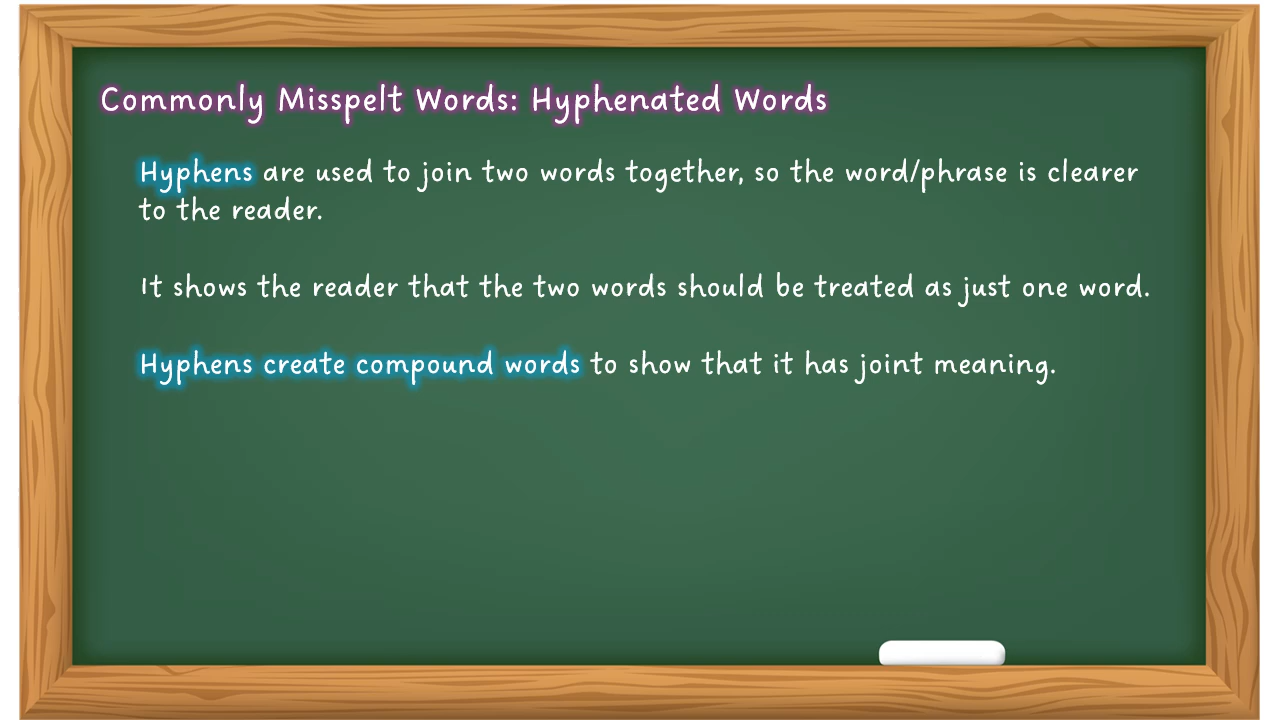 Commonly Misspelt Words: Hyphenated Words
Hyphens are used to join two words together, so the word/phrase is clearer
to the reader.
It shows the reader that the two words should be treated as just one word.
Hyphens create compound words to show that it has joint meaning.